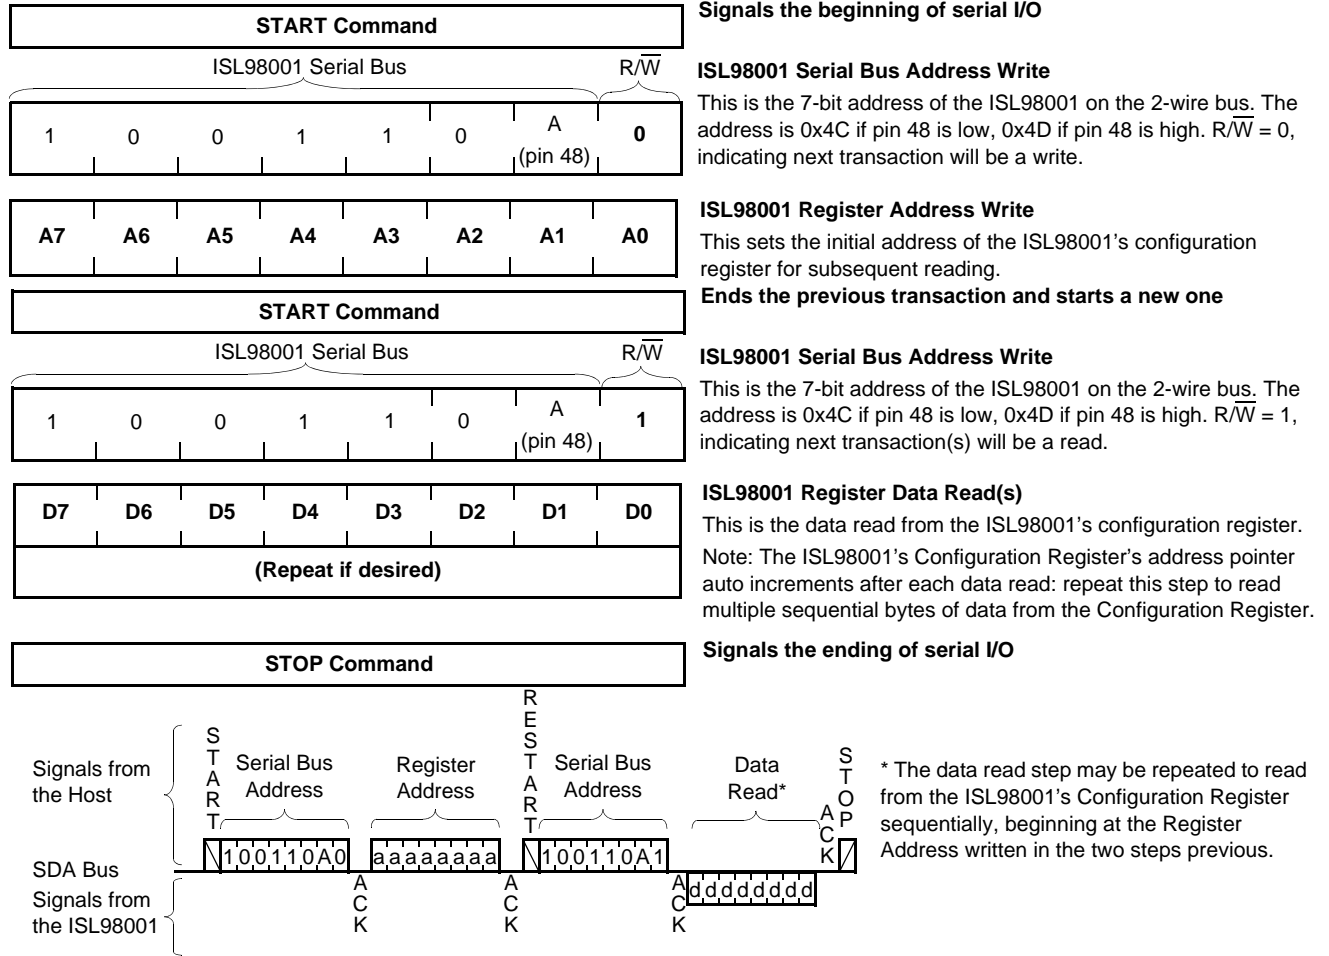 START Command
Signals the beginning of serial I/O
ISL98001 Serial Bus
R/W
1 0 0 1 1 0 A (pin 48) 0
ISL98001 Serial Bus Address Write
This is the 7-bit address of the ISL98001 on the 2-wire bus. The
address is 0x4C if pin 48 is low, 0x4D if pin 48 is high. R/W = 0,
indicating next transaction will be a write.
A7 A6 A5 A4 A3 A2 A1 A0
ISL98001 Register Address Write
This sets the initial address of the ISL98001’s configuration
register for subsequent reading.
START Command
Ends the previous transaction and starts a new one
ISL98001 Serial Bus
R/W
1 0 0 1 1 0 A (pin 48) 1
ISL98001 Serial Bus Address Write
This is the 7-bit address of the ISL98001 on the 2-wire bus. The
address is 0x4C if pin 48 is low, 0x4D if pin 48 is high. R/W = 1,
indicating next transaction(s) will be a read.
D7 D6 D5 D4 D3 D2 D1 D0
(Repeat if desired)
ISL98001 Register Data Read(s)
This is the data read from the ISL98001’s configuration register.
Note: The ISL98001’s Configuration Register’s address pointer
auto increments after each data read: repeat this step to read
multiple sequential bytes of data from the Configuration Register.
STOP Command
Signals the ending of serial I/O
Signals from
the Host
START
Serial Bus
Address
Register
Address
RESTART
Serial Bus
Address
Data
Read*
ACK
STOP
* The data read step may be repeated to read
from the ISL98001’s Configuration Register
sequentially, beginning at the Register
Address written in the two steps previous.
SDA Bus
1 0 0 1 1 0 A 0
a a a a a a a a
1 0 0 1 1 0 A 1
d d d d d d d d
Signals from
the ISL98001
ACK
ACK
ACK